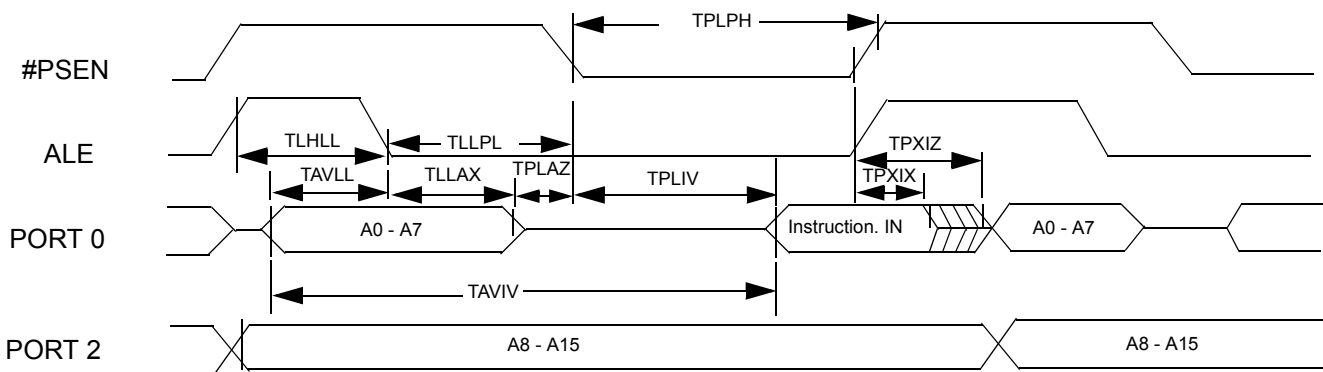 TPLPH
#PSEN
TLHLL
TLLPL
TPXIZ
ALE
TPLAZ
TAVLL
TLLAX
TPLIV
TPXIX
PORT 0
A0 - A7
Instruction. IN
A0 - A7
TAVIV
PORT 2
A8 - A15
A8 - A15